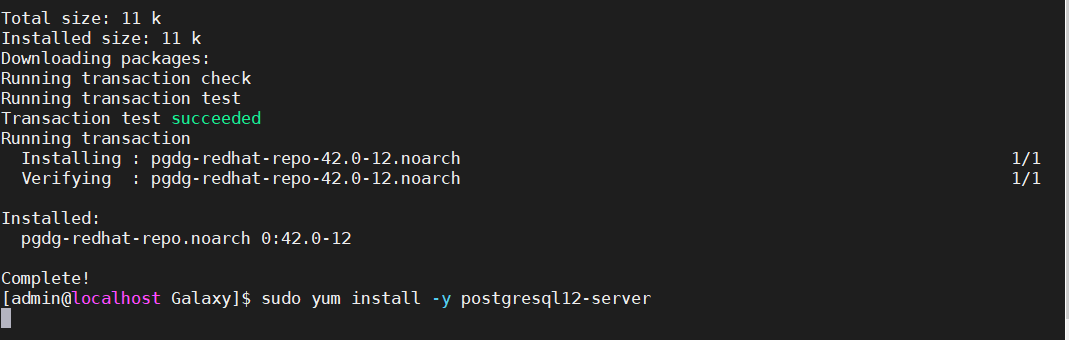 Total size: 11 k
Installed size: 11 k
Downloading packages:
Running transaction check
Running transaction test
Transaction test succeeded
Running transaction
  Installing : pgdg-redhat-repo-42.0-12.noarch 1/1
  Verifying  : pgdg-redhat-repo-42.0-12.noarch 1/1
Installed:
  pgdg-redhat-repo.noarch 0:42.0-12
Complete!
[admin@localhost Galaxy]$ sudo yum install -y postgresql12-server